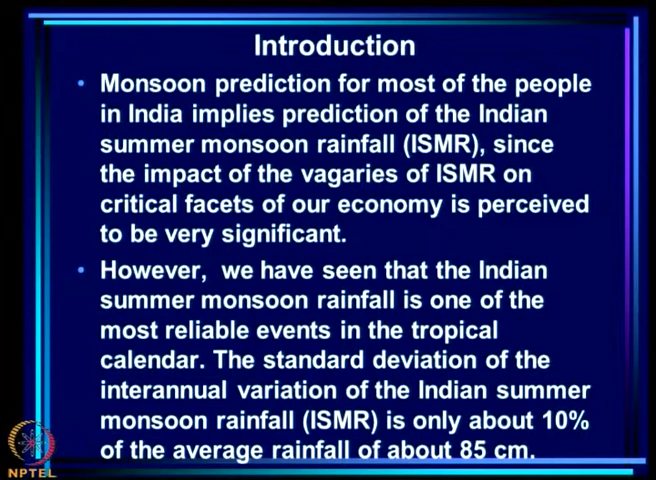 Introduction
• Monsoon prediction for most of the people
in India implies prediction of the Indian
summer monsoon rainfall (ISMR), since
the impact of the vagaries of ISMR on
critical facets of our economy is perceived
to be very significant.
• However, we have seen that the Indian
summer monsoon rainfall is one of the
most reliable events in the tropical
calendar. The standard deviation of the
interannual variation of the Indian summer
monsoon rainfall (ISMR) is only about 10%
of the average rainfall of about 85 cm.
NPTEL